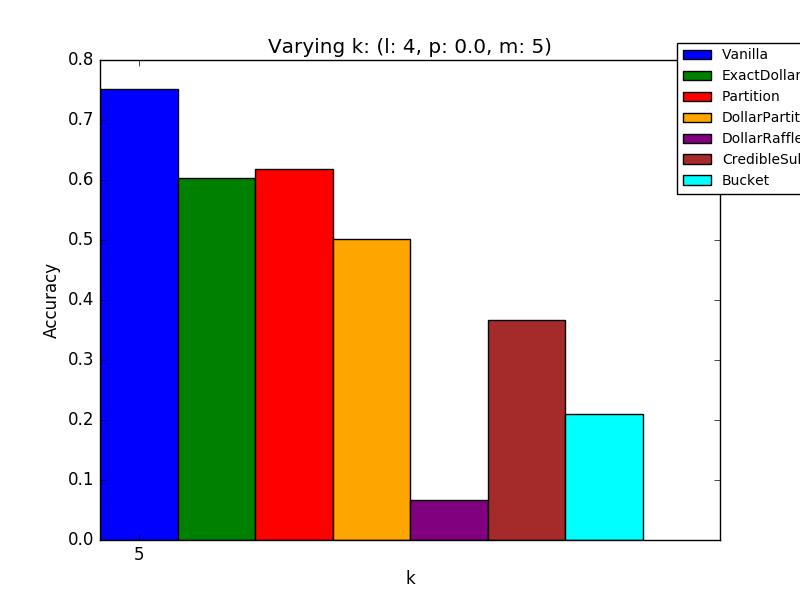 Varying k: (l: 4, p: 0.0, m: 5)
Vanilla
ExactDollar
Partition
DollarPartit
DollarRaffle
CredibleSul
Bucket
0.8
0.7
0.6
0.5
0.4
0.3
0.2
0.1
0.0
Accuracy
5
k